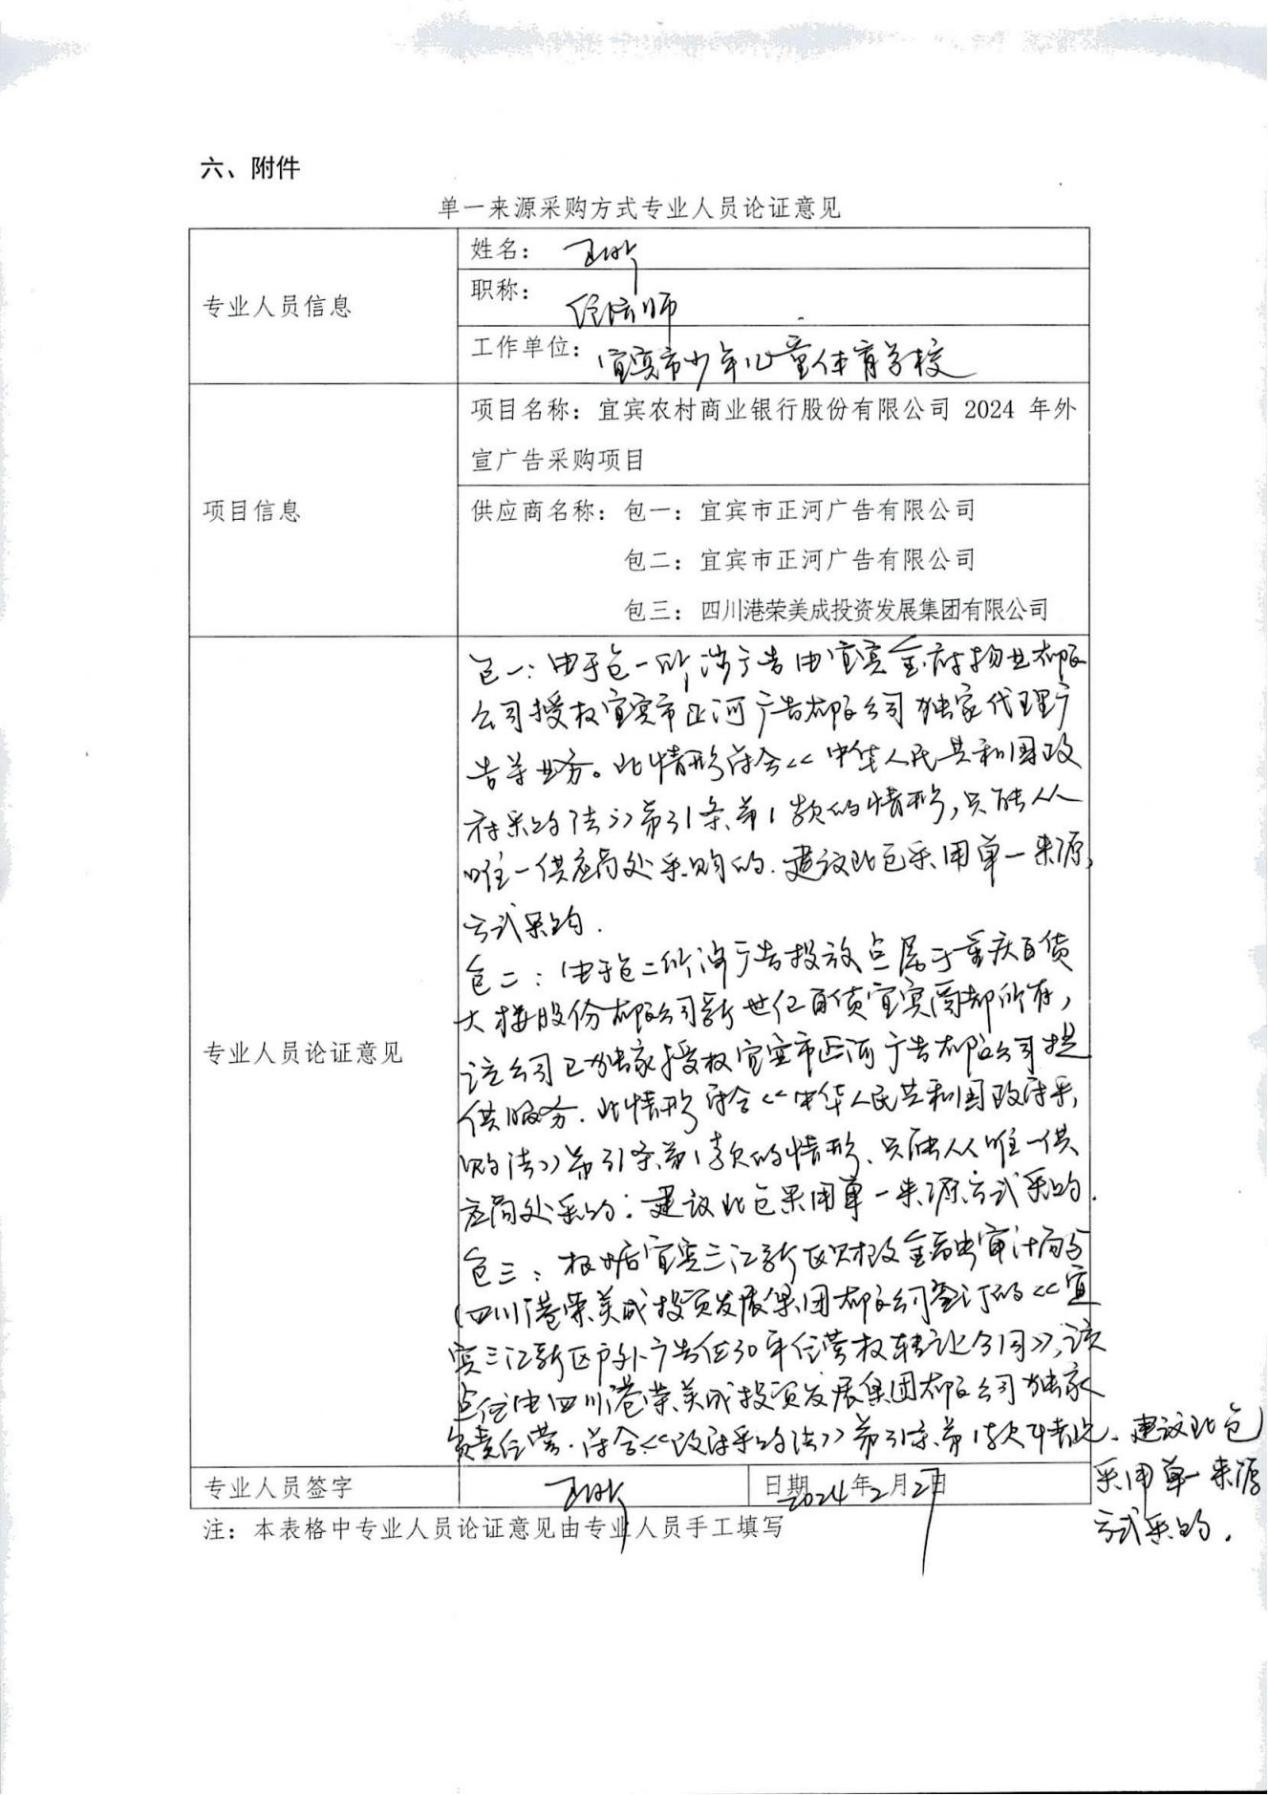 六、附件
单一来源采购方式专业人员论证意见
专业人员信息
姓名：
职称：经济师
工作单位：宜宾市少年儿童体育学校
项目信息
项目名称：宜宾农村商业银行股份有限公司 2024 年外
宣广告采购项目
供应商名称：包一：宜宾市正河广告有限公司
包二：宜宾市正河广告有限公司
包三：四川港荣美成投资发展集团有限公司
专业人员论证意见
包一：由于包一所涉广告由宜宾金府物业有限
公司授权宜宾市正河广告有限公司独家代理广
告等业务。此情形符合<<中华人民共和国政
府采购法>>第31条第1款的情形，只能从
唯一供应商处采购的.建议此包采用单一来源
方式采购.
包二：由于包二所涉广告投放点属于重庆百货
大楼股份有限公司新世纪百货宜宾商都所有，
该公司已独家授权宜宾市正河广告有限公司提
供服务.此情形符合<<中华人民共和国政府采
购法>>第31条第1款的情形、只能从唯一供
应商处采购：建议此包采用单一来源方式采购.
包三：根据宜宾三江新区财政金融审计局与
四川港荣美成投资发展集团有限公司签订的<<宜
宾三江新区户外广告位30年经营权转让合同>>，该
点位由四川港荣美成投资发展集团有限公司独家
负责经营.符合<<政府采购法>>第31条第1款情况.建议此包
采用单一来源
方式采购.
专业人员签字
日期 2024年2月2日
注：本表格中专业人员论证意见由专业人员手工填写